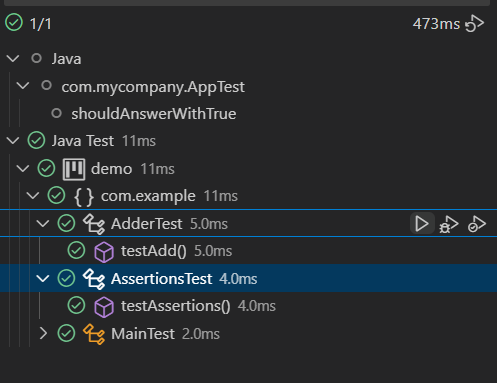 1/1 473ms
Java
com.mycompany.AppTest
shouldAnswerWithTrue
Java Test 11ms
demo 11ms
{ } com.example 11ms
AdderTest 5.0ms
testAdd() 5.0ms
AssertionsTest 4.0ms
testAssertions() 4.0ms
MainTest 2.0ms